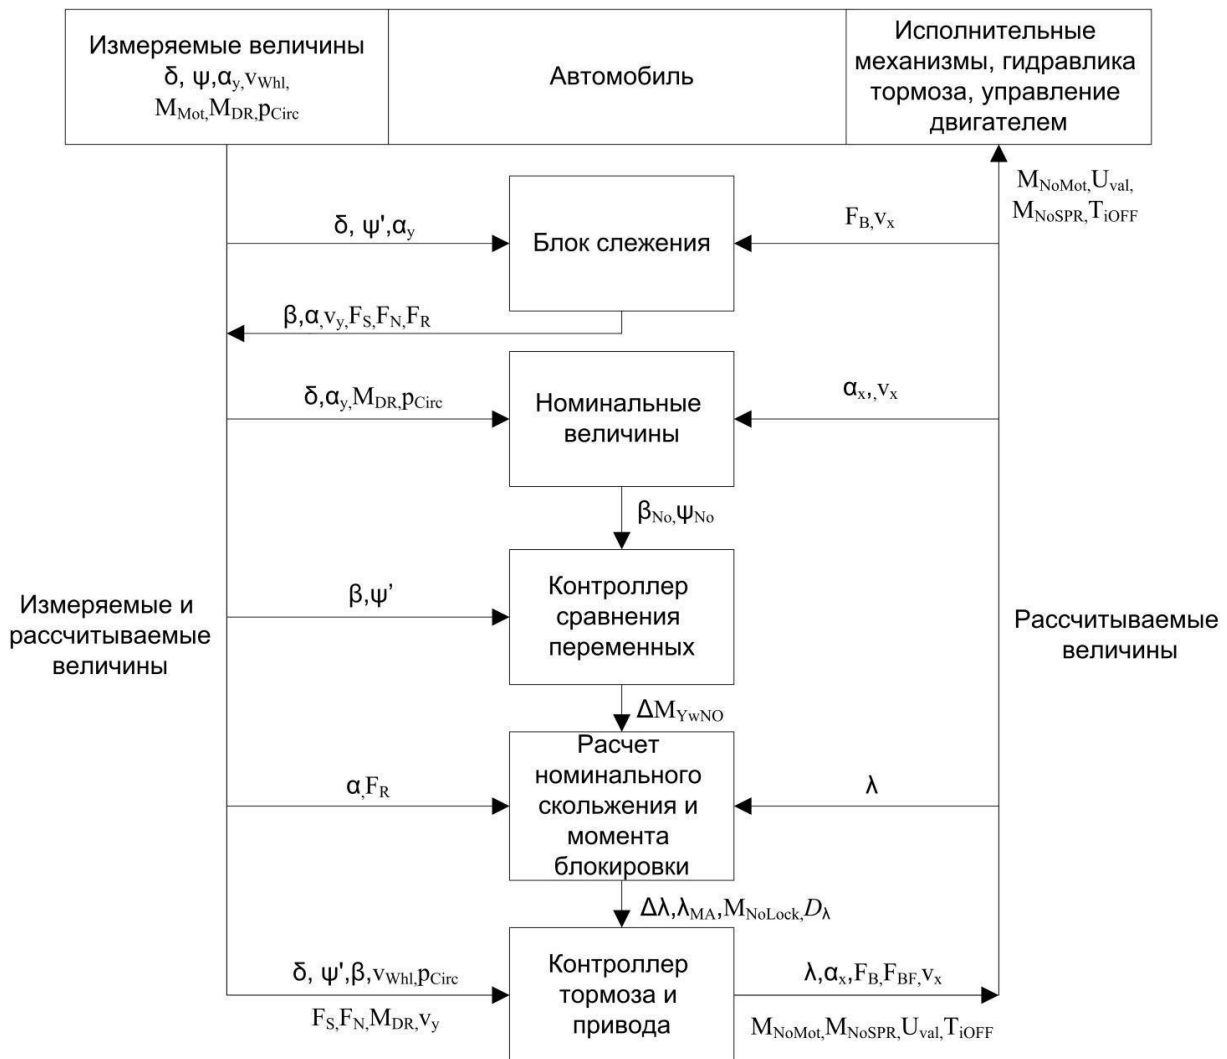 Измеряемые величины
δ, ψ,αy,vWhl,
MMot,MDR,pCirc
Автомобиль
Исполнительные
механизмы, гидравлика
тормоза, управление
двигателем
MNoMot,Uval,
MNoSPR,TiOFF
δ, ψ',αy
Блок слежения
FB,vx
β,α,vy,FS,FN,FR
δ,αy,MDR,pCirc
Номинальные
величины
αx,,vx
βNo,ψNo
Измеряемые и
рассчитываемые
величины
β,ψ’
Контроллер
сравнения
переменных
Рассчитываемые
величины
ΔMYwNO
α,FR
Расчет
номинального
скольжения и
момента
блокировки
λ
Δλ,λMA,MNoLock,Dλ
δ, ψ',β,vWhl,pCirc
FS,FN,MDR,vy
Контроллер
тормоза и
привода
λ,αx,FB,FBF,vx
MNoMot,MNoSPR,Uval,TiOFF